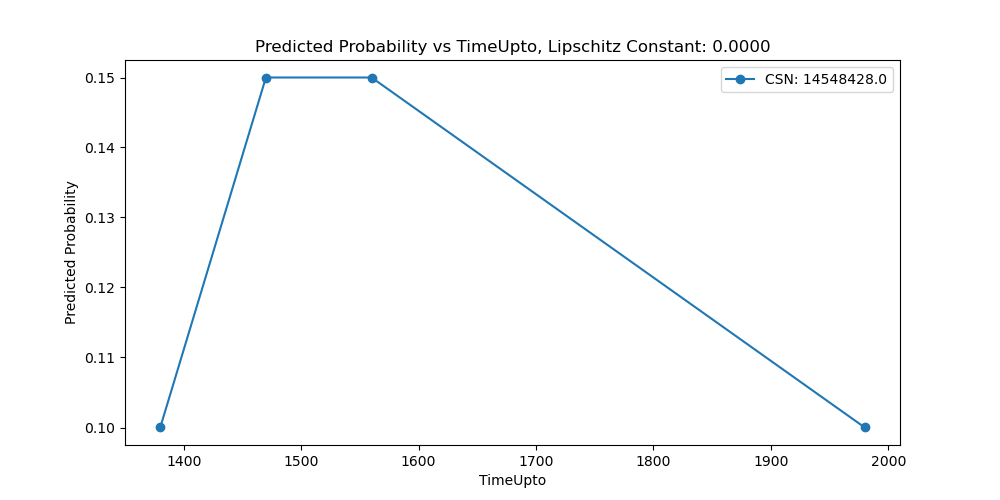 Predicted Probability vs TimeUpto, Lipschitz Constant: 0.0000
CSN: 14548428.0
Predicted Probability
0.15
0.14
0.13
0.12
0.11
0.10
1400 1500 1600 1700 1800 1900 2000
TimeUpto